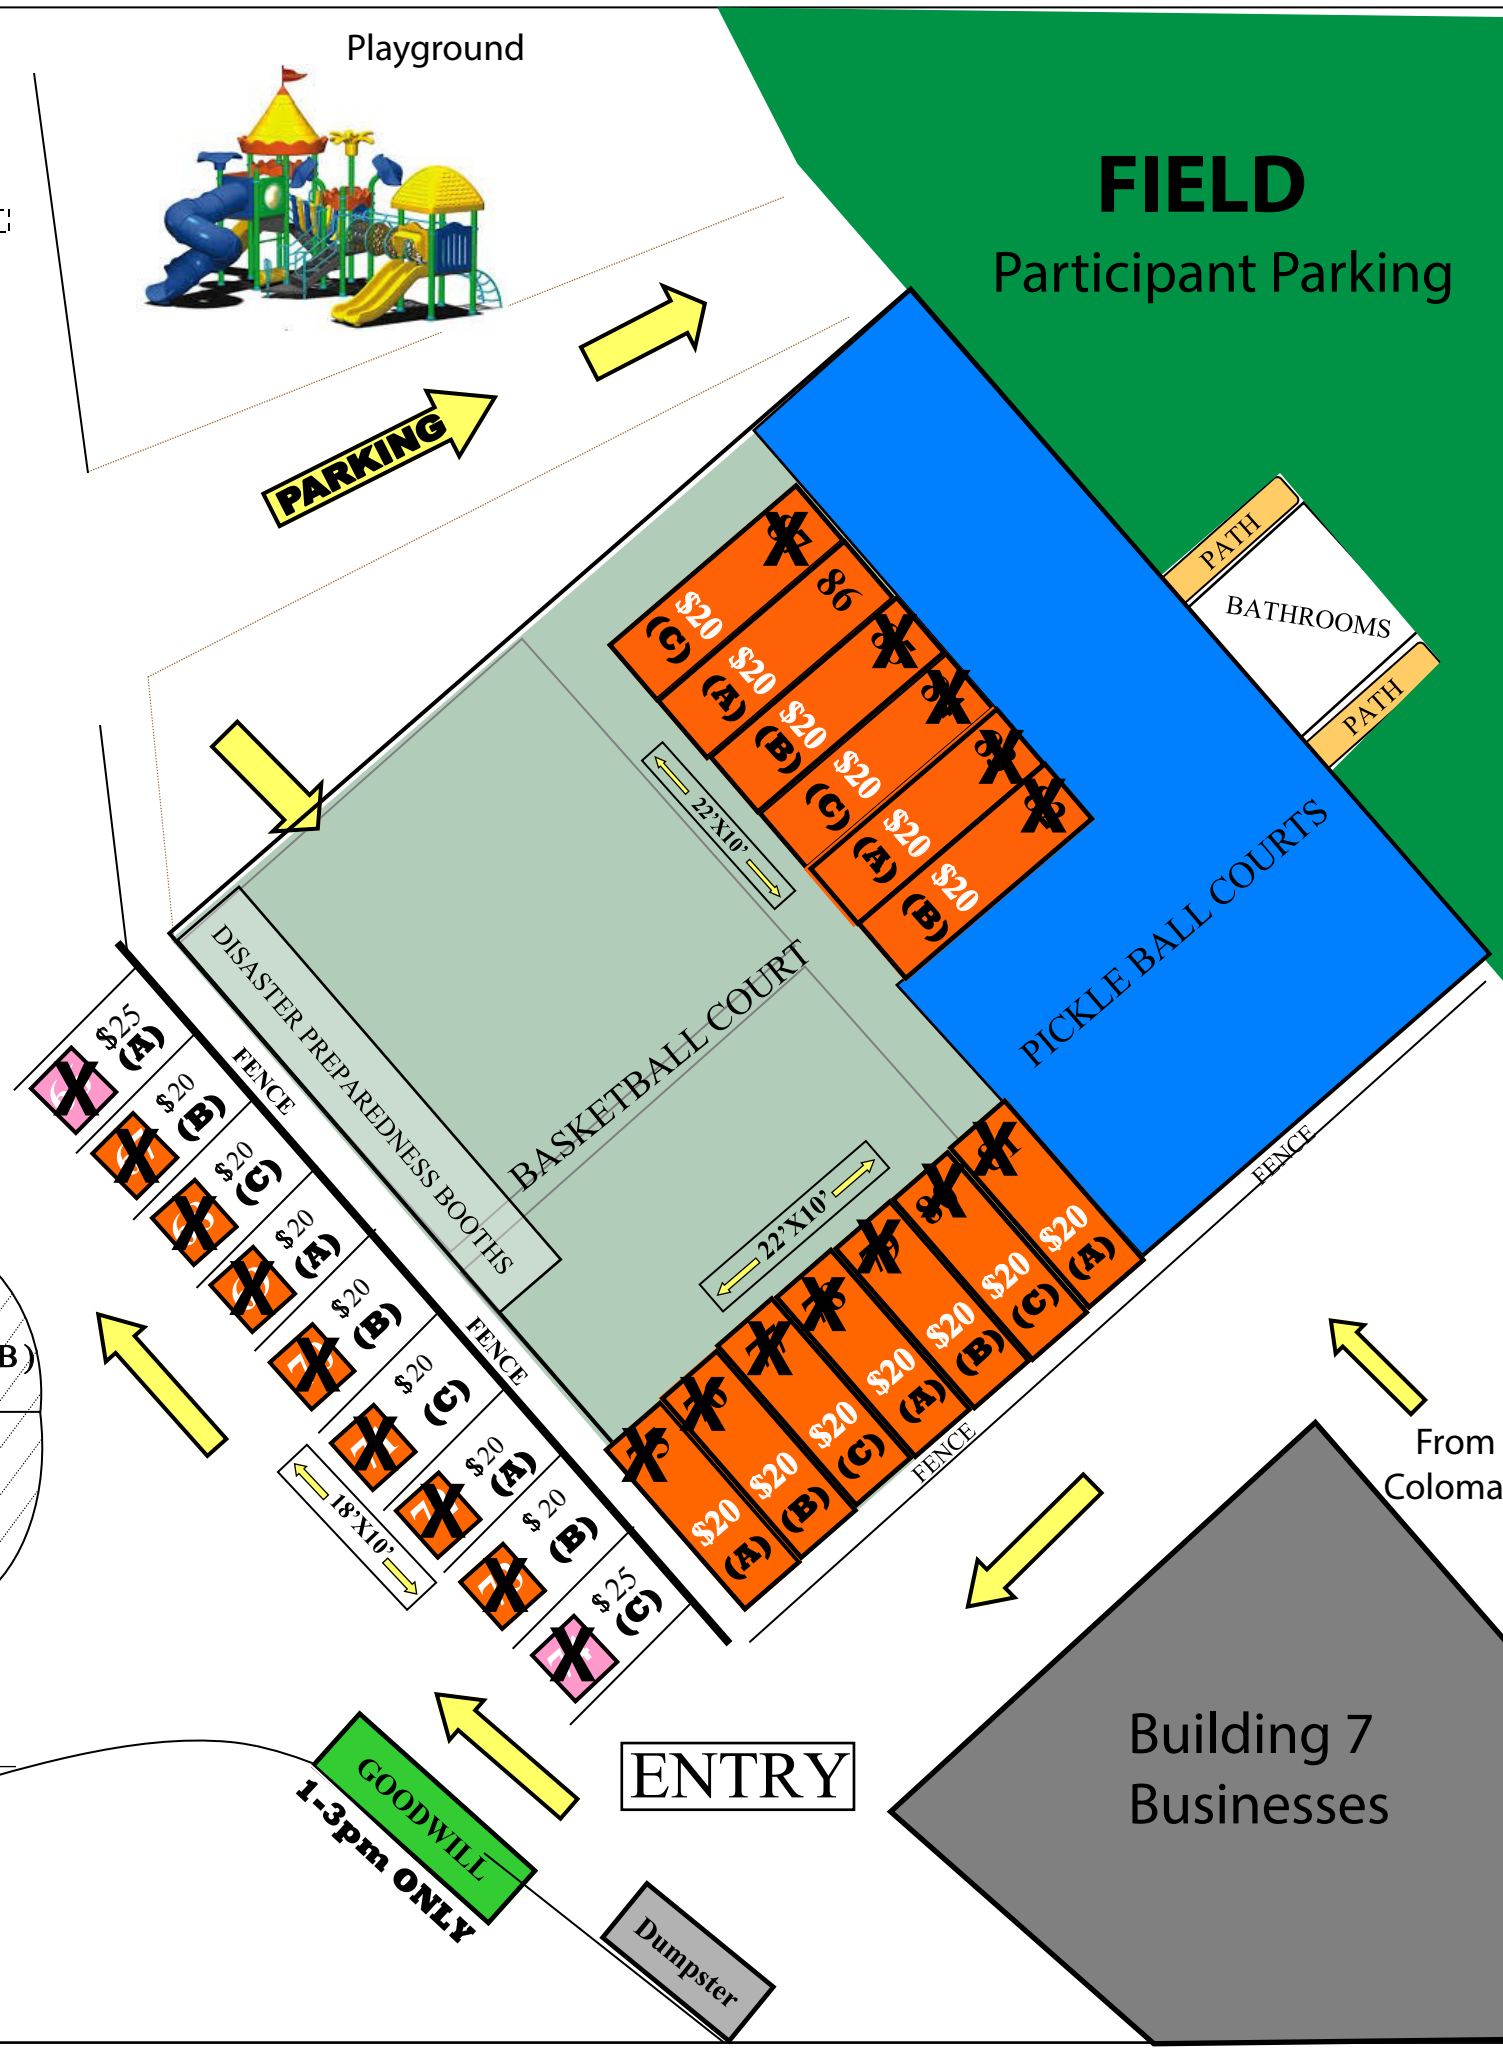 Playground
FIELD
Participant Parking
PARKING
PATH
BATHROOMS
PATH
86
$20
(C)
$20
(A)
$20
(B)
$20
(C)
$20
(A)
$20
(B)
22'X10'
PICKLE BALL COURTS
BASKETBALL COURT
DISASTER PREPAREDNESS BOOTHS
FENCE
FENCE
FENCE
FENCE
$25
(A)
$20
(B)
$20
(C)
$20
(A)
$20
(B)
$20
(C)
$20
(A)
$20
(B)
$25
(C)
18'X10'
22'X10'
$20
(A)
$20
(B)
$20
(C)
$20
(A)
$20
(B)
$20
(C)
$20
(A)
B)
From
Coloma
Building 7
Businesses
ENTRY
GOODWILL
1-3pm ONLY
Dumpster